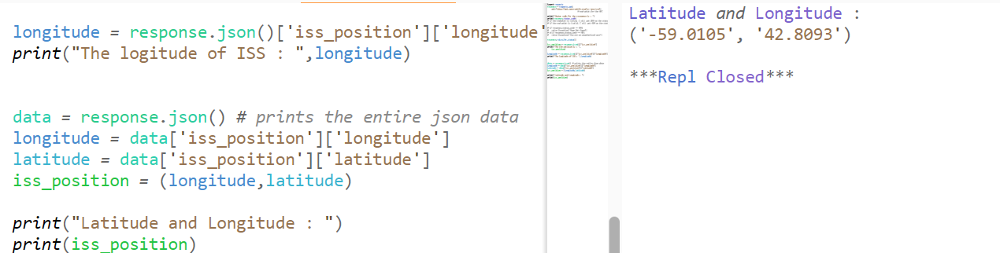 longitude = response.json()['iss_position']['longitude'
print("The logitude of ISS : ",longitude)
data = response.json() # prints the entire json data
longitude = data['iss_position']['longitude']
latitude = data['iss_position']['latitude']
iss_position = (longitude,latitude)
print("Latitude and Longitude : ")
print(iss_position)
Latitude and Longitude :
('-59.0105', '42.8093')
***Repl Closed***